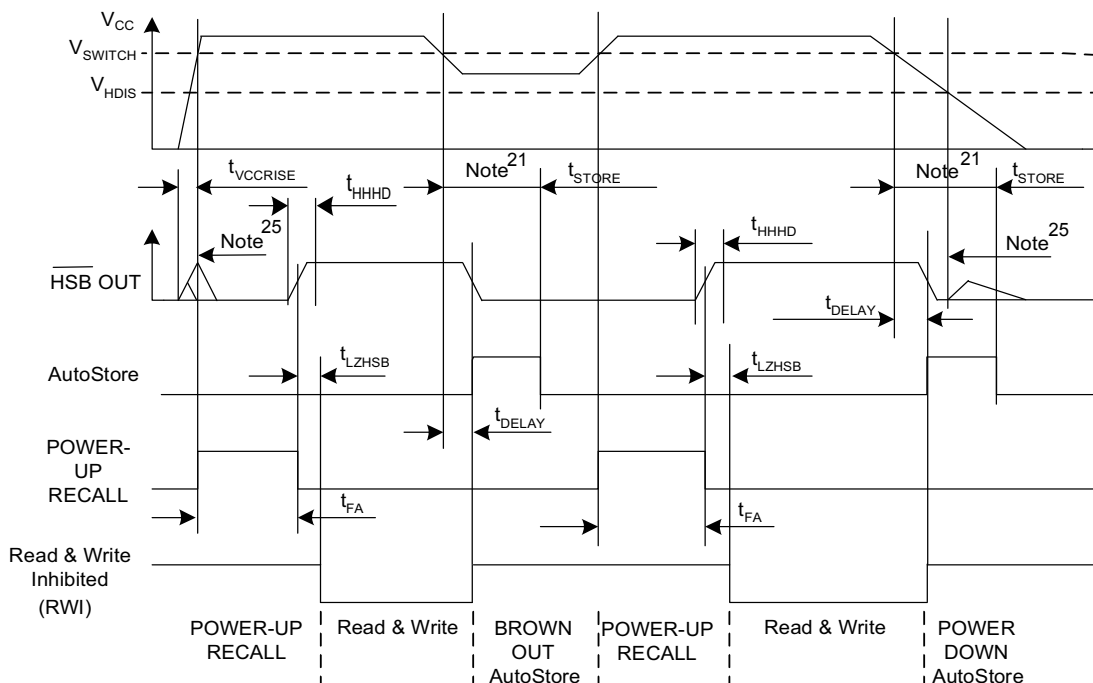 VCC
VSWITCH
VHDIS
tVCCRISE
tHHHD
Note21
tSTORE
Note21
tSTORE
Note25
tHHHD
Note25
HSB OUT
tDELAY
AutoStore
tLZHSB
tLZHSB
tDELAY
POWER-
UP
RECALL
tFA
tFA
Read & Write
Inhibited
(RWI)
POWER-UP
RECALL
Read & Write
BROWN
OUT
AutoStore
POWER-UP
RECALL
Read & Write
POWER
DOWN
AutoStore